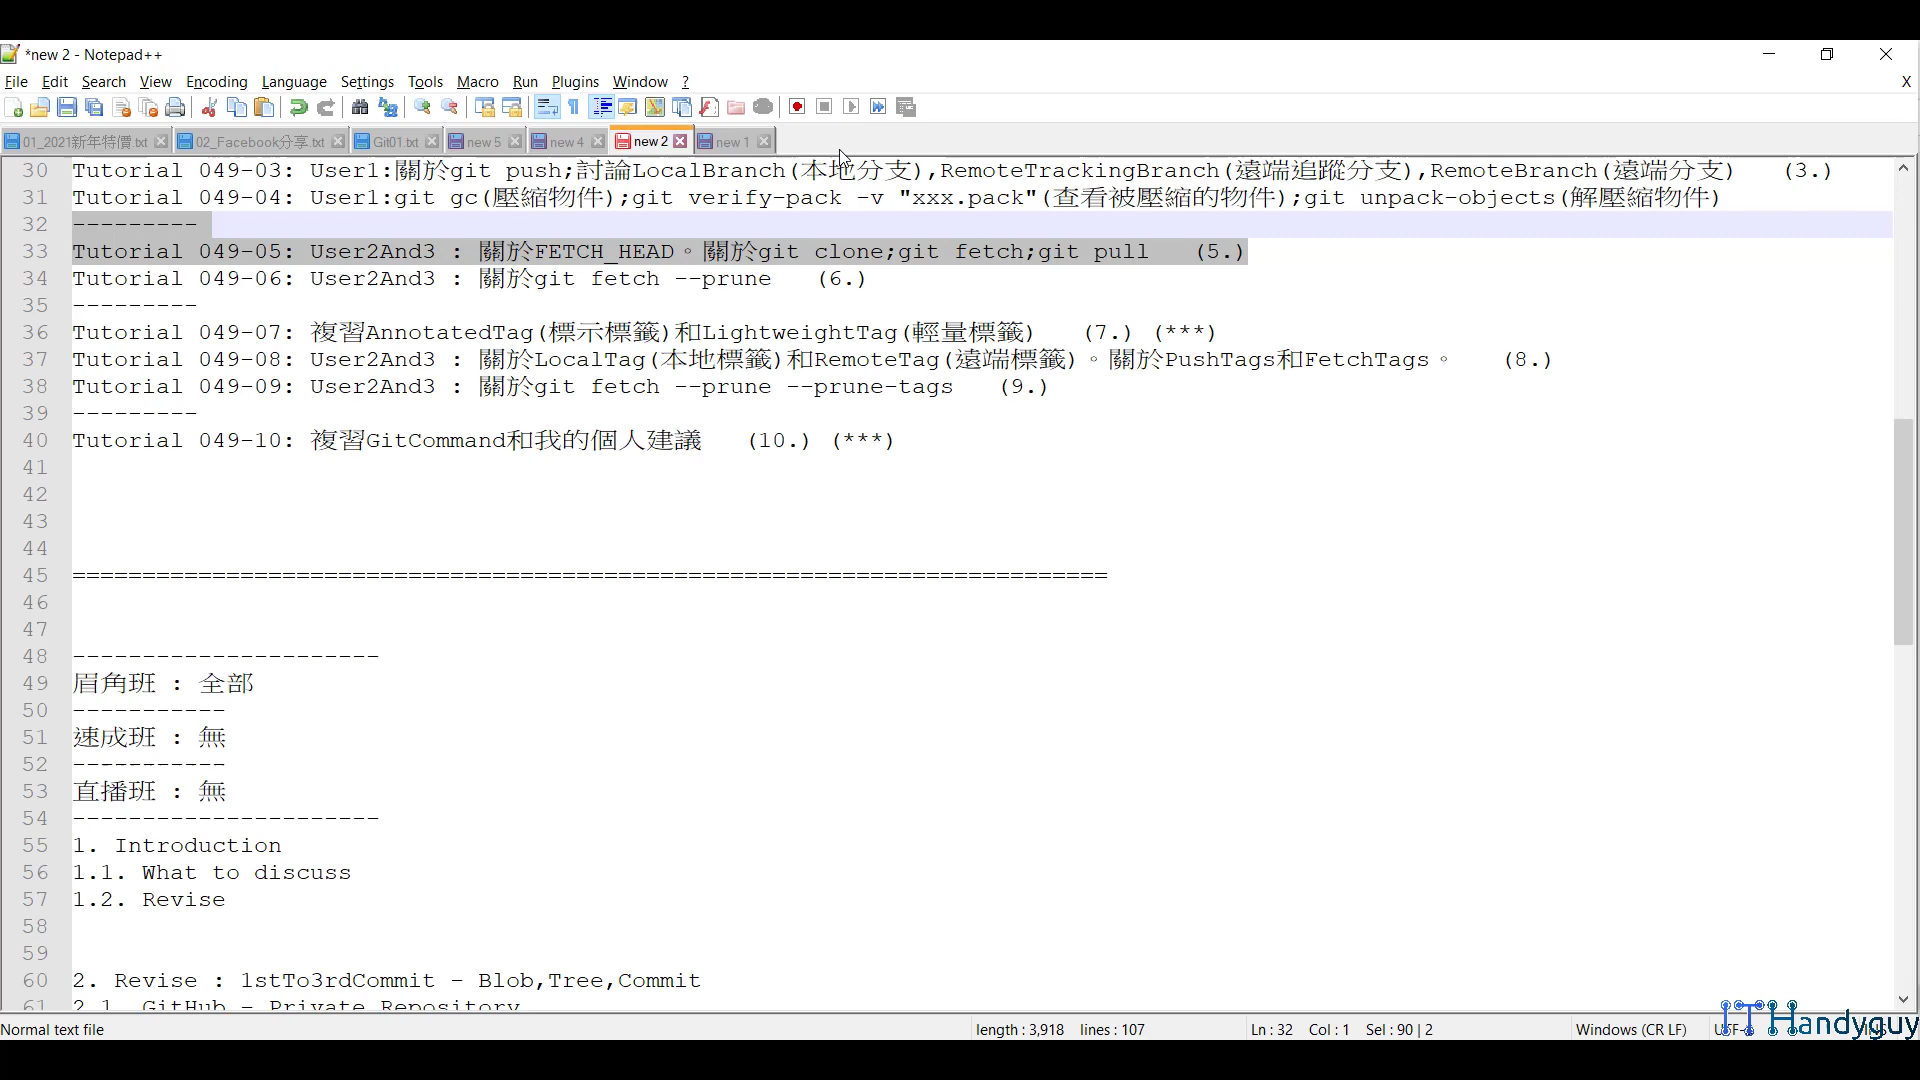 *new 2 - Notepad++
File Edit Search View Encoding Language Settings Tools Macro Run Plugins Window ? X
01_2021新年特價.txt 02_Facebook分享.txt Git01.txt new 5 new 4 new 2 new 1
30 Tutorial 049-03: User1:關於git push;討論LocalBranch(本地分支),RemoteTrackingBranch(遠端追蹤分支),RemoteBranch(遠端分支) (3.)
31 Tutorial 049-04: User1:git gc(壓縮物件);git verify-pack -v "xxx.pack"(查看被壓縮的物件);git unpack-objects(解壓縮物件)
32 ---------
33 Tutorial 049-05: User2And3 : 關於FETCH_HEAD。關於git clone;git fetch;git pull (5.)
34 Tutorial 049-06: User2And3 : 關於git fetch --prune (6.)
35 ---------
36 Tutorial 049-07: 複習AnnotatedTag(標示標籤)和LightweightTag(輕量標籤) (7.) (***)
37 Tutorial 049-08: User2And3 : 關於LocalTag(本地標籤)和RemoteTag(遠端標籤)。關於PushTags和FetchTags。 (8.)
38 Tutorial 049-09: User2And3 : 關於git fetch --prune --prune-tags (9.)
39 ---------
40 Tutorial 049-10: 複習GitCommand和我的個人建議 (10.) (***)
41
42
43
44
45 ==========================================================================
46
47
48 ----------------------
49 眉角班 : 全部
50 -----------
51 速成班 : 無
52 -----------
53 直播班 : 無
54 ----------------------
55 1. Introduction
56 1.1. What to discuss
57 1.2. Revise
58
59
60 2. Revise : 1stTo3rdCommit - Blob,Tree,Commit
61 2.1. GitHub - Private Repository
Normal text file length : 3,918 lines : 107 Ln : 32 Col : 1 Sel : 90 | 2 Windows (CR LF)
IT Handyguy